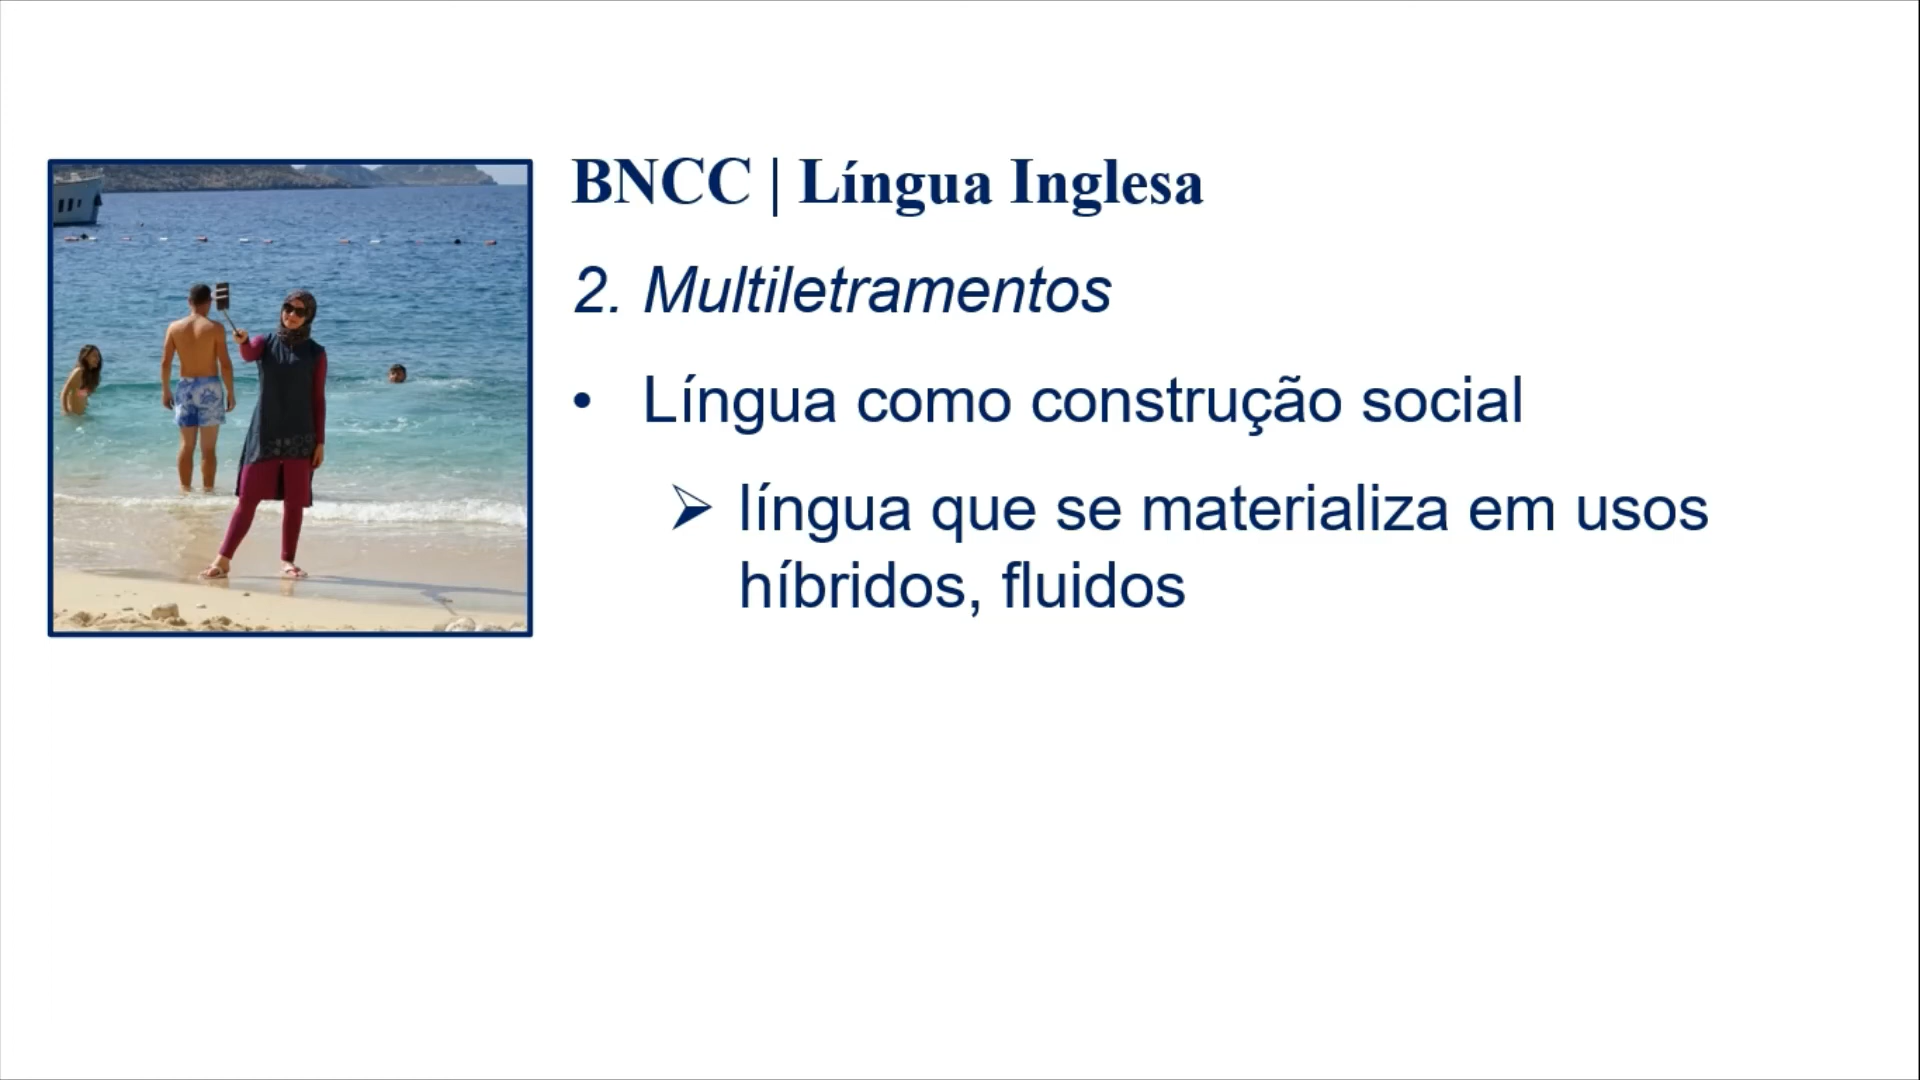 BNCC | Língua Inglesa
2. Multiletramentos
• Língua como construção social
➢ língua que se materializa em usos
híbridos, fluidos